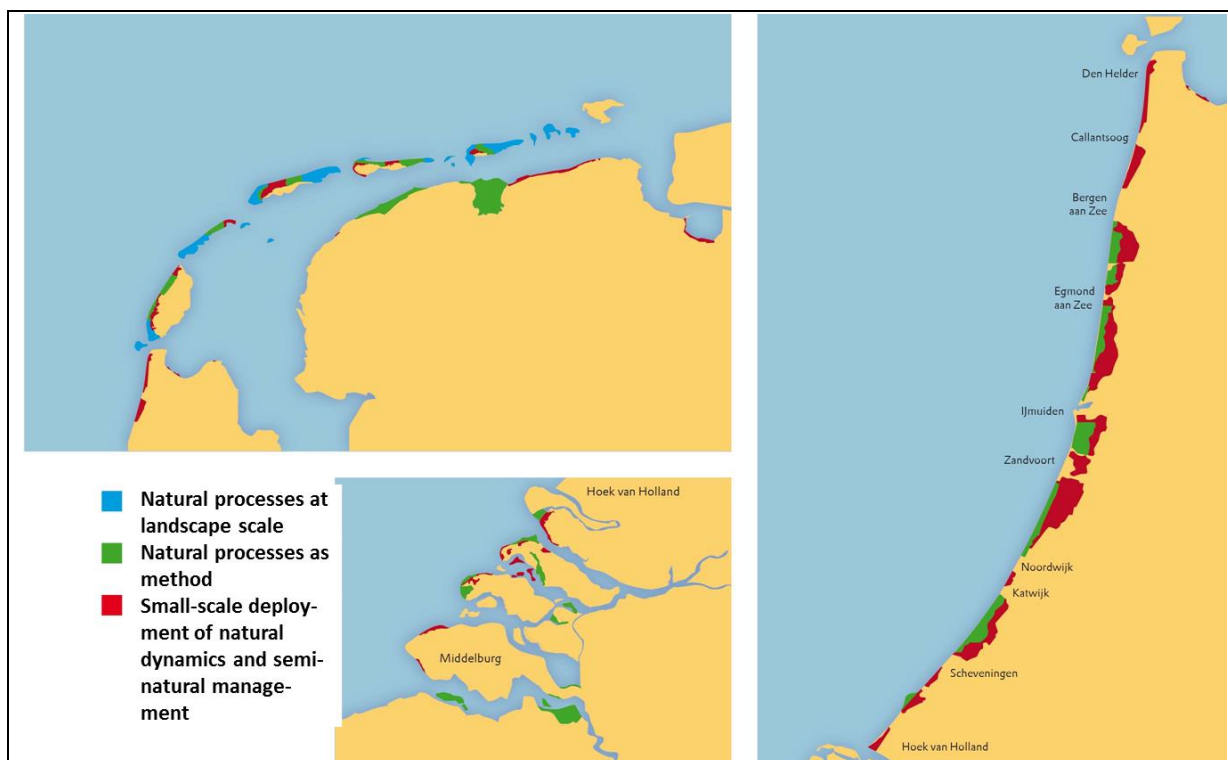 Natural processes at
landscape scale
Natural processes as
method
Small-scale deploy-
ment of natural
dynamics and semi-
natural manage-
ment
Hoek van Holland
Middelburg
Den Helder
Callantsoog
Bergen
aan Zee
Egmond
aan Zee
IJmuiden
Zandvoort
Noordwijk
Katwijk
Scheveningen
Hoek van Holland